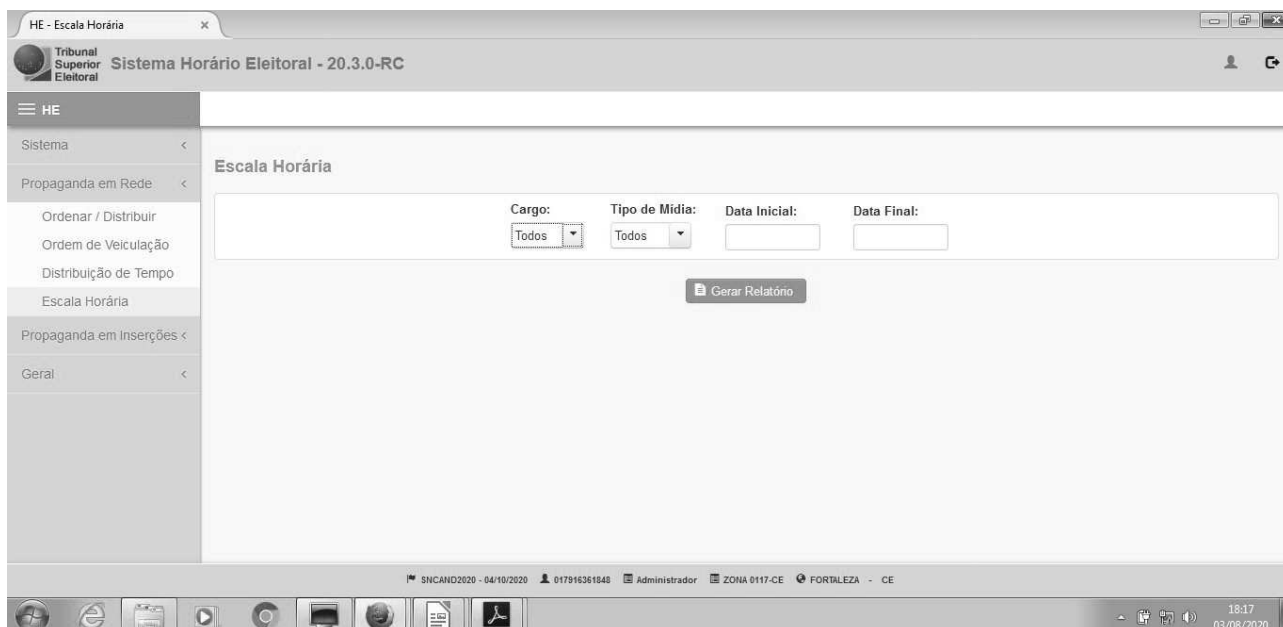 HE - Escala Horária
Tribunal
Superior
Eleitoral
Sistema Horário Eleitoral - 20.3.0-RC
HE
Sistema
Propaganda em Rede
Ordenar / Distribuir
Ordem de Veiculação
Distribuição de Tempo
Escala Horária
Propaganda em Inserções
Geral
Escala Horária
Cargo: Tipo de Mídia: Data Inicial: Data Final:
Todos Todos
Gerar Relatório
SNCAND2020 - 04/10/2020 017916361848 Administrador ZONA 0117-CE FORTALEZA - CE
18:17
03/08/2020